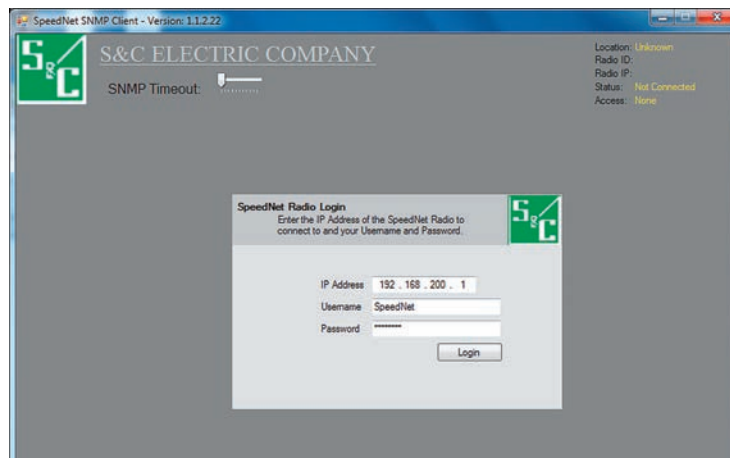 SpeedNet SNMP Client - Version: 1.1.2.22
S&C
S&C ELECTRIC COMPANY
SNMP Timeout:
Location: Unknown
Radio ID:
Radio IP:
Status: Not Connected
Access: None
SpeedNet Radio Login
Enter the IP Address of the SpeedNet Radio to
connect to and your Username and Password.
S&C
IP Address 192 . 168 . 200 . 1
Username SpeedNet
Password ********
Login